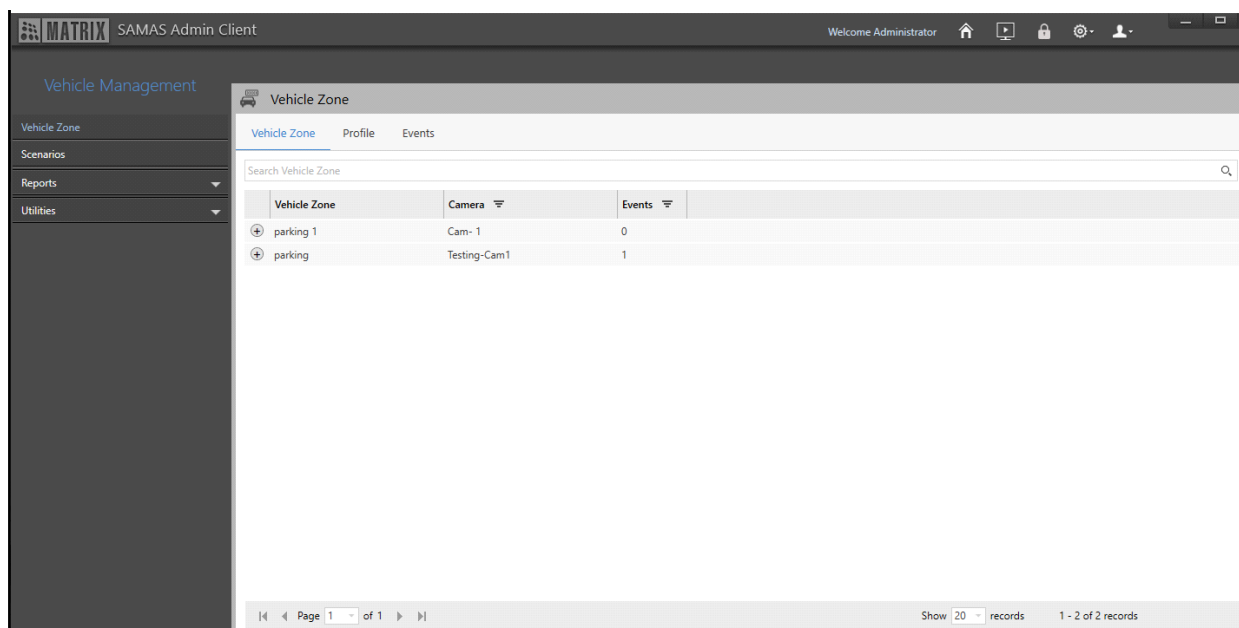 MATRIX SAMAS Admin Client
Welcome Administrator
Vehicle Management
Vehicle Zone
Scenarios
Reports
Utilities
Vehicle Zone
Vehicle Zone Profile Events
Search Vehicle Zone
Vehicle Zone Camera Events
parking 1 Cam- 1 0
parking Testing-Cam1 1
Page 1 of 1 Show 20 records 1 - 2 of 2 records